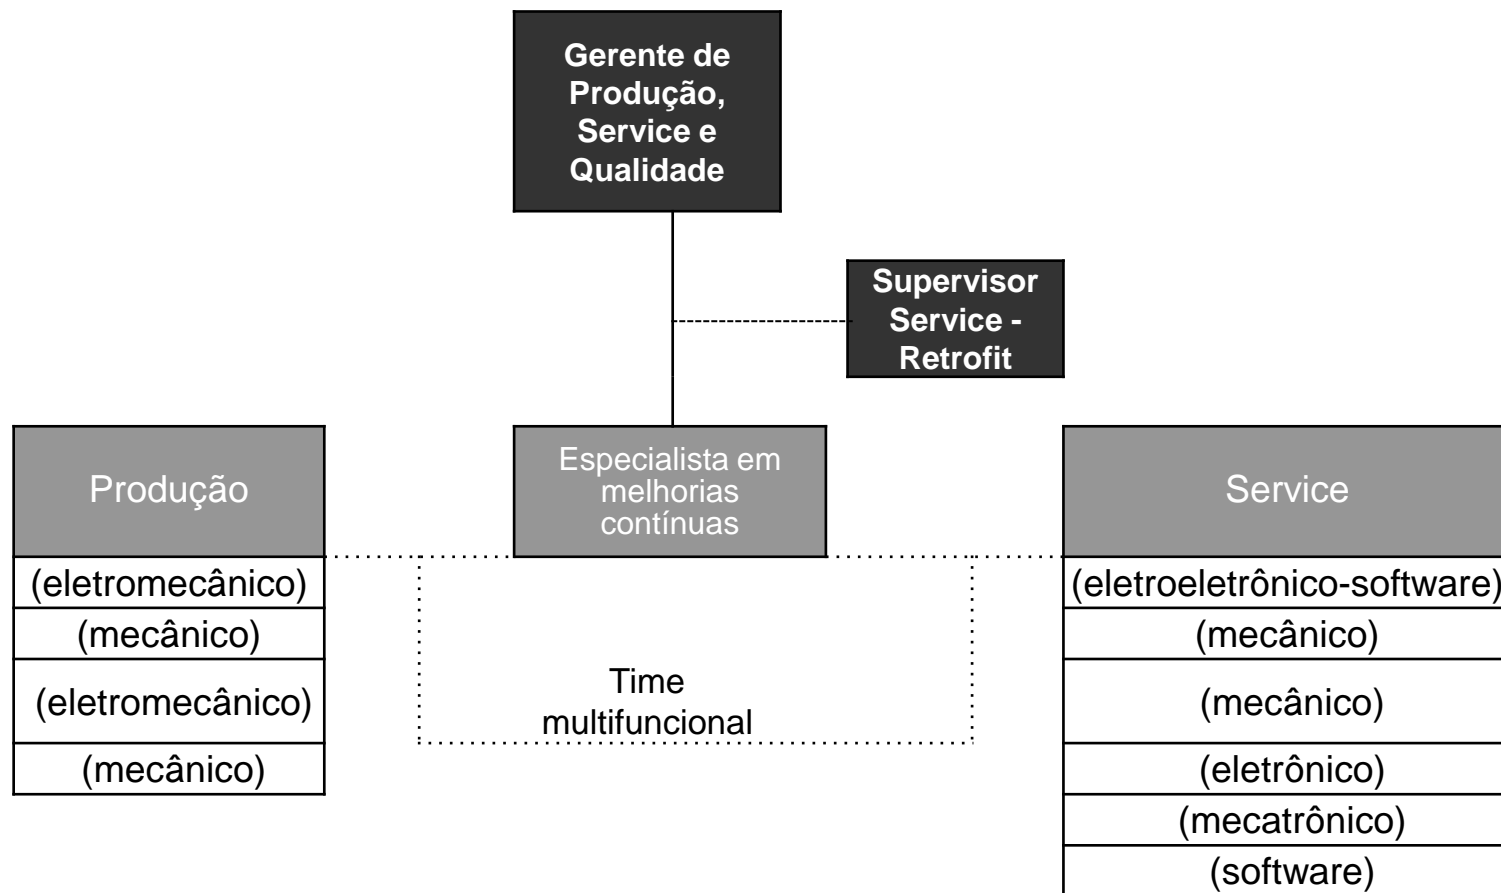 Gerente de
Produção,
Service e
Qualidade
Supervisor
Service -
Retrofit
Produção
Especialista em
melhorias
contínuas
Service
(eletromecânico)
(mecânico)
(eletromecânico)
(mecânico)
Time
multifuncional
(eletroeletrônico-software)
(mecânico)
(mecânico)
(eletrônico)
(mecatrônico)
(software)